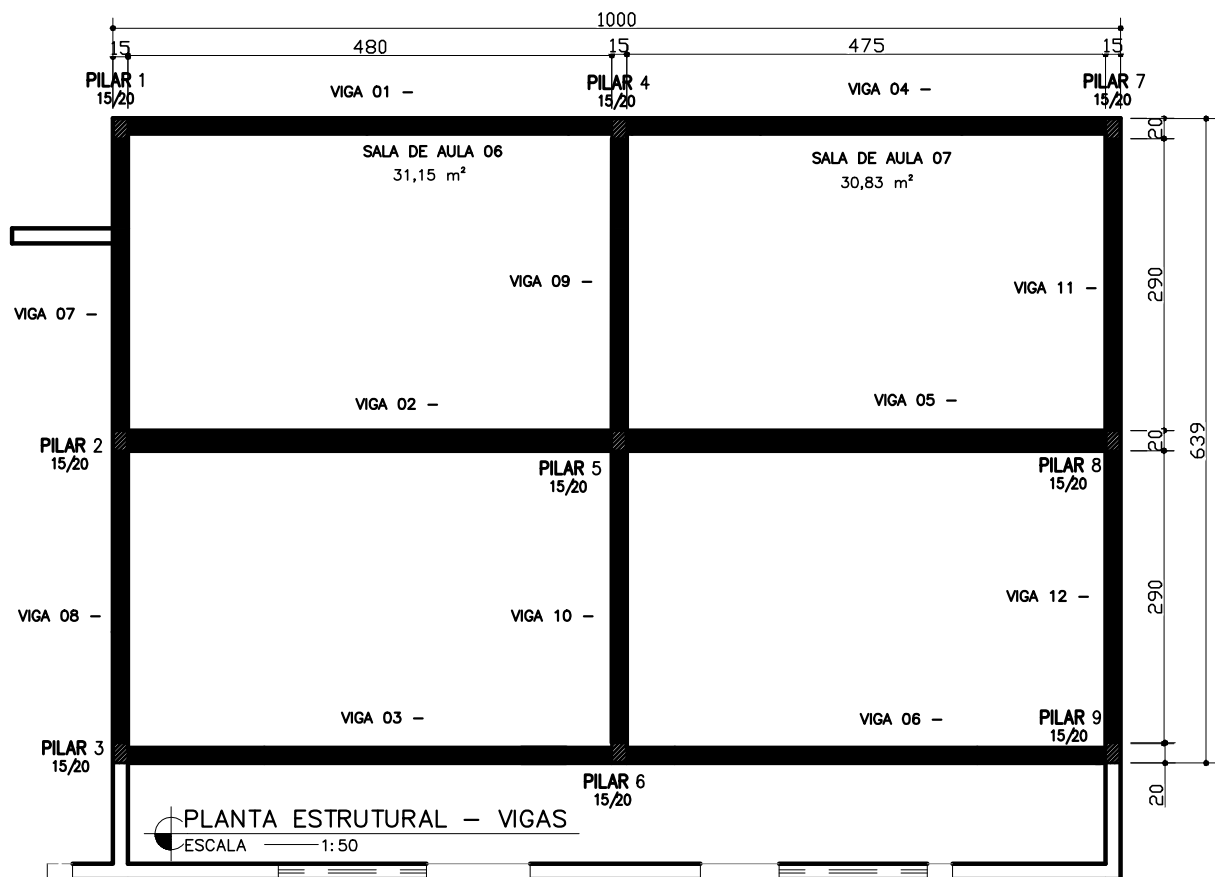 1000
15 480 15 475 15
PILAR 1
15/20
VIGA 01 –
PILAR 4
15/20
VIGA 04 –
PILAR 7
15/20
20
SALA DE AULA 06
31,15 m²
SALA DE AULA 07
30,83 m²
VIGA 07 –
VIGA 09 –
VIGA 11 –
290
VIGA 02 –
VIGA 05 –
PILAR 2
15/20
PILAR 5
15/20
PILAR 8
15/20
20
639
VIGA 08 –
VIGA 10 –
VIGA 12 –
290
VIGA 03 –
VIGA 06 –
PILAR 9
15/20
PILAR 3
15/20
PILAR 6
15/20
20
PLANTA ESTRUTURAL – VIGAS
ESCALA 1:50